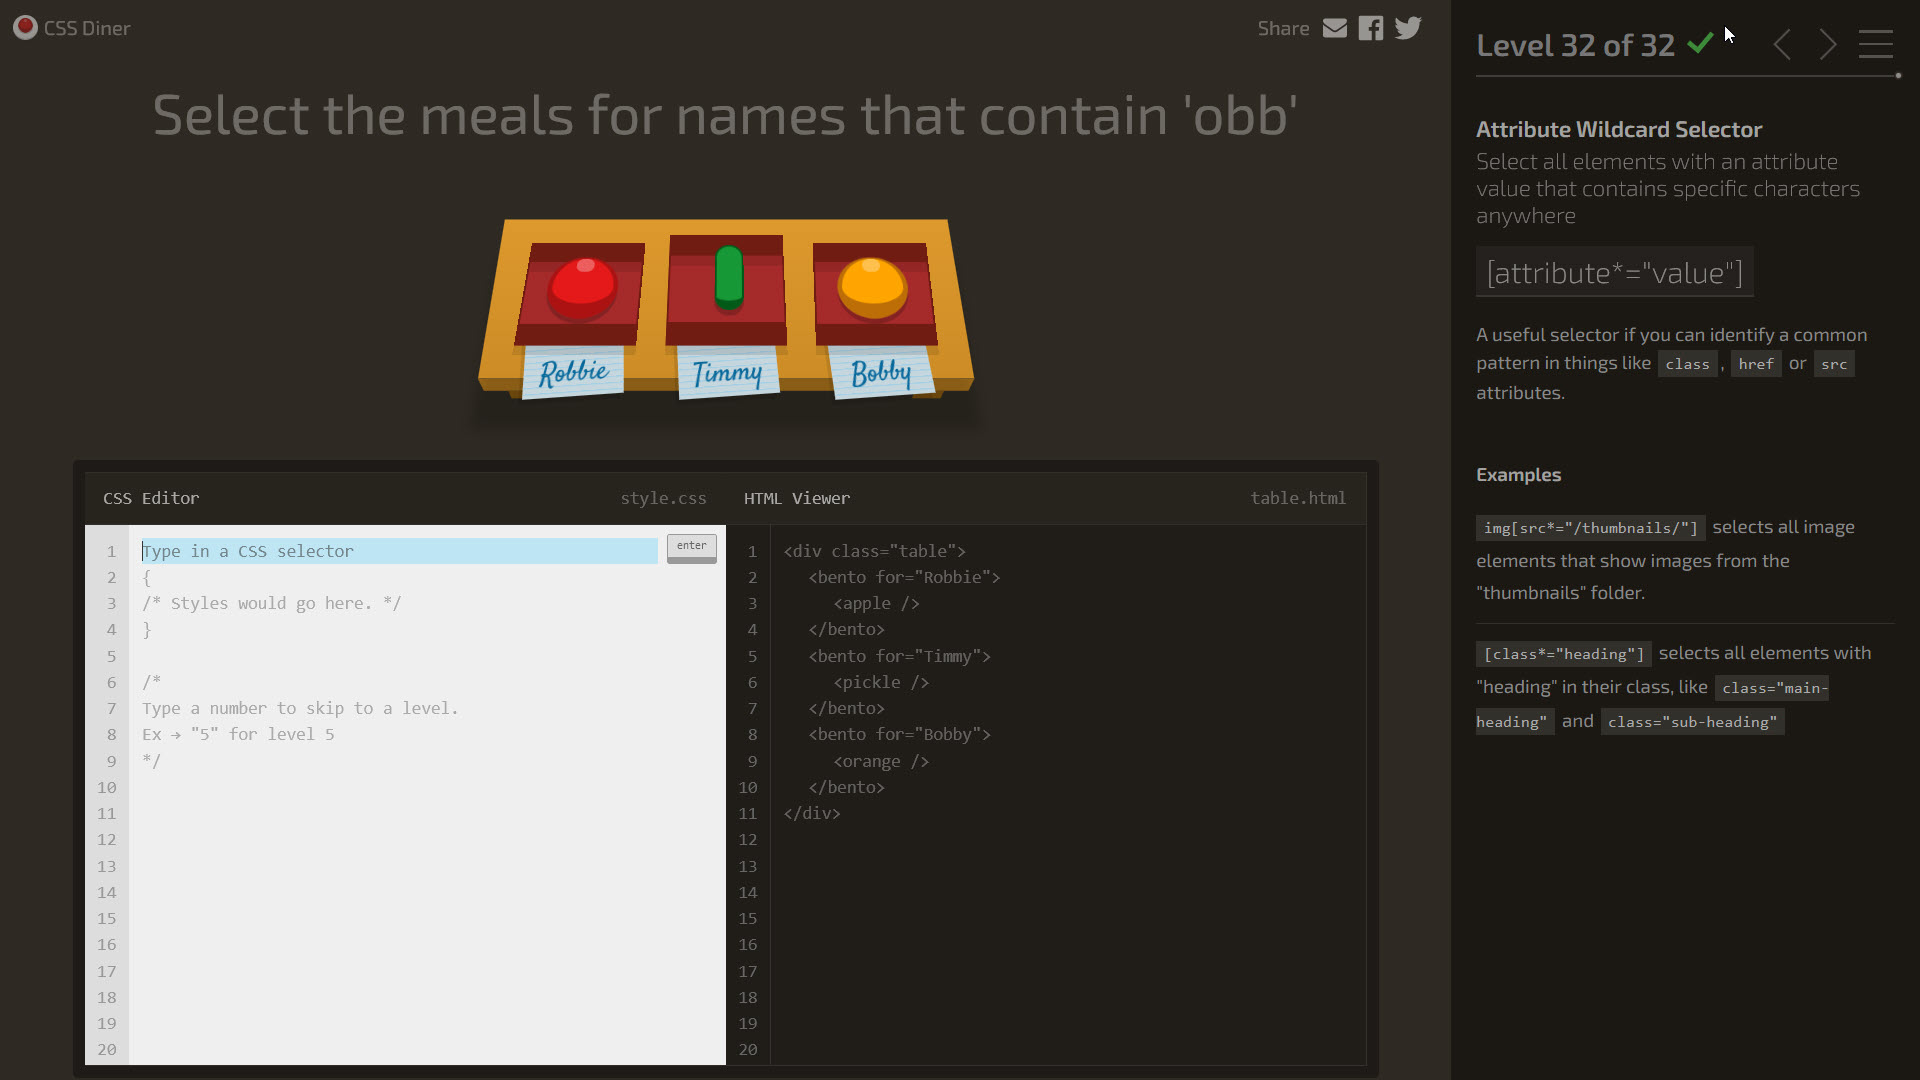 CSS Diner
Share
Select the meals for names that contain 'obb'
Robbie
Timmy
Bobby
CSS Editor
style.css
1 Type in a CSS selector
enter
2 {
3 /* Styles would go here. */
4 }
5
6 /*
7 Type a number to skip to a level.
8 Ex → "5" for level 5
9 */
10
11
12
13
14
15
16
17
18
19
20
HTML Viewer
table.html
1 <div class="table">
2 <bento for="Robbie">
3 <apple />
4 </bento>
5 <bento for="Timmy">
6 <pickle />
7 </bento>
8 <bento for="Bobby">
9 <orange />
10 </bento>
11 </div>
12
13
14
15
16
17
18
19
20
Level 32 of 32
Attribute Wildcard Selector
Select all elements with an attribute
value that contains specific characters
anywhere
[attribute*="value"]
A useful selector if you can identify a common
pattern in things like class , href or src
attributes.
Examples
img[src*="/thumbnails/"] selects all image
elements that show images from the
"thumbnails" folder.
[class*="heading"] selects all elements with
"heading" in their class, like class="main-
heading" and class="sub-heading"